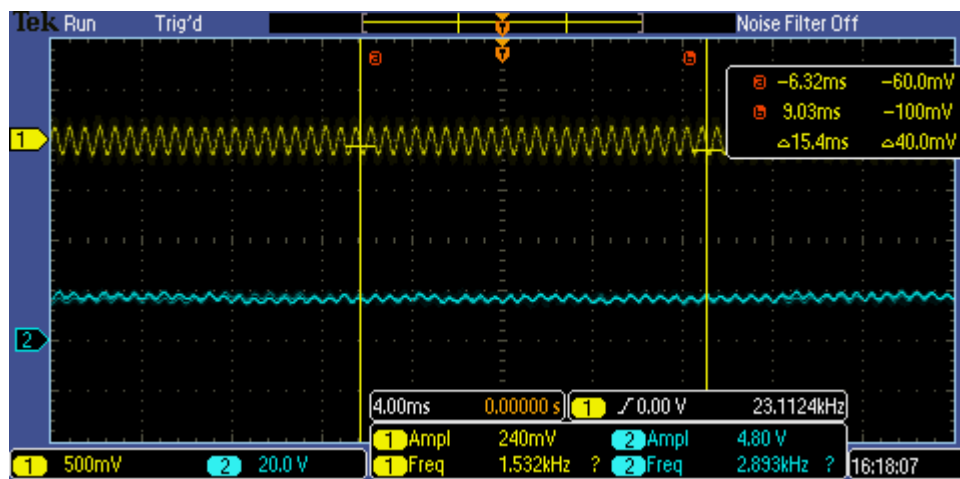 Tek Run Trig'd Noise Filter Off
a b
a -6.32ms -60.0mV
b 9.03ms -100mV
△15.4ms △40.0mV
1
2
4.00ms 0.00000 s 1 0.00 V 23.1124kHz
1 Ampl 240mV 2 Ampl 4.80 V
1 Freq 1.532kHz ? 2 Freq 2.893kHz ?
1 500mV 2 20.0 V 16:18:07